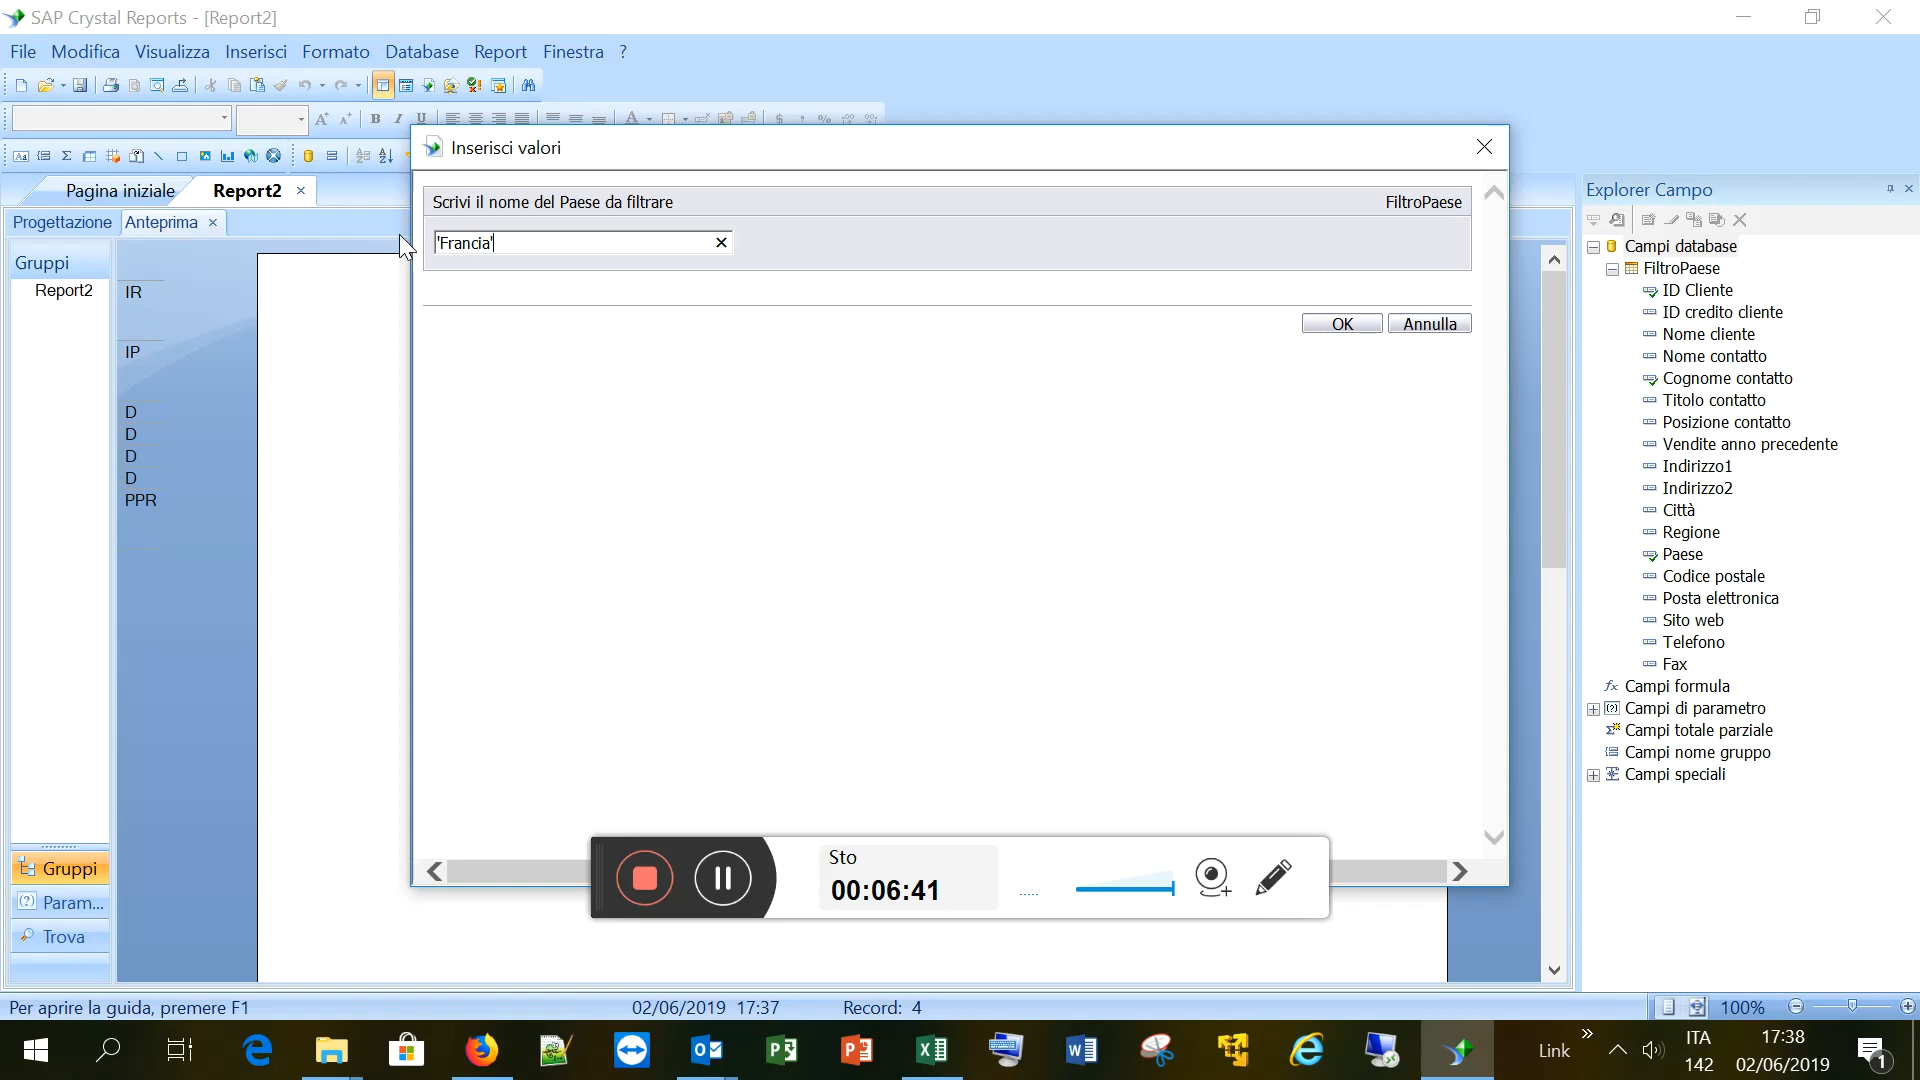 SAP Crystal Reports - [Report2]
File Modifica Visualizza Inserisci Formato Database Report Finestra ?
Pagina iniziale Report2
Progettazione Anteprima
Gruppi
Report2
IR
IP
D
D
D
D
PPR
Gruppi
Param...
Trova
Inserisci valori
Scrivi il nome del Paese da filtrare FiltroPaese
'Francia'
OK Annulla
Sto
00:06:41
Explorer Campo
Campi database
FiltroPaese
ID Cliente
ID credito cliente
Nome cliente
Nome contatto
Cognome contatto
Titolo contatto
Posizione contatto
Vendite anno precedente
Indirizzo1
Indirizzo2
Città
Regione
Paese
Codice postale
Posta elettronica
Sito web
Telefono
Fax
Campi formula
Campi di parametro
Campi totale parziale
Campi nome gruppo
Campi speciali
Per aprire la guida, premere F1 02/06/2019 17:37 Record: 4 100%
Link ITA 17:38
142 02/06/2019 1